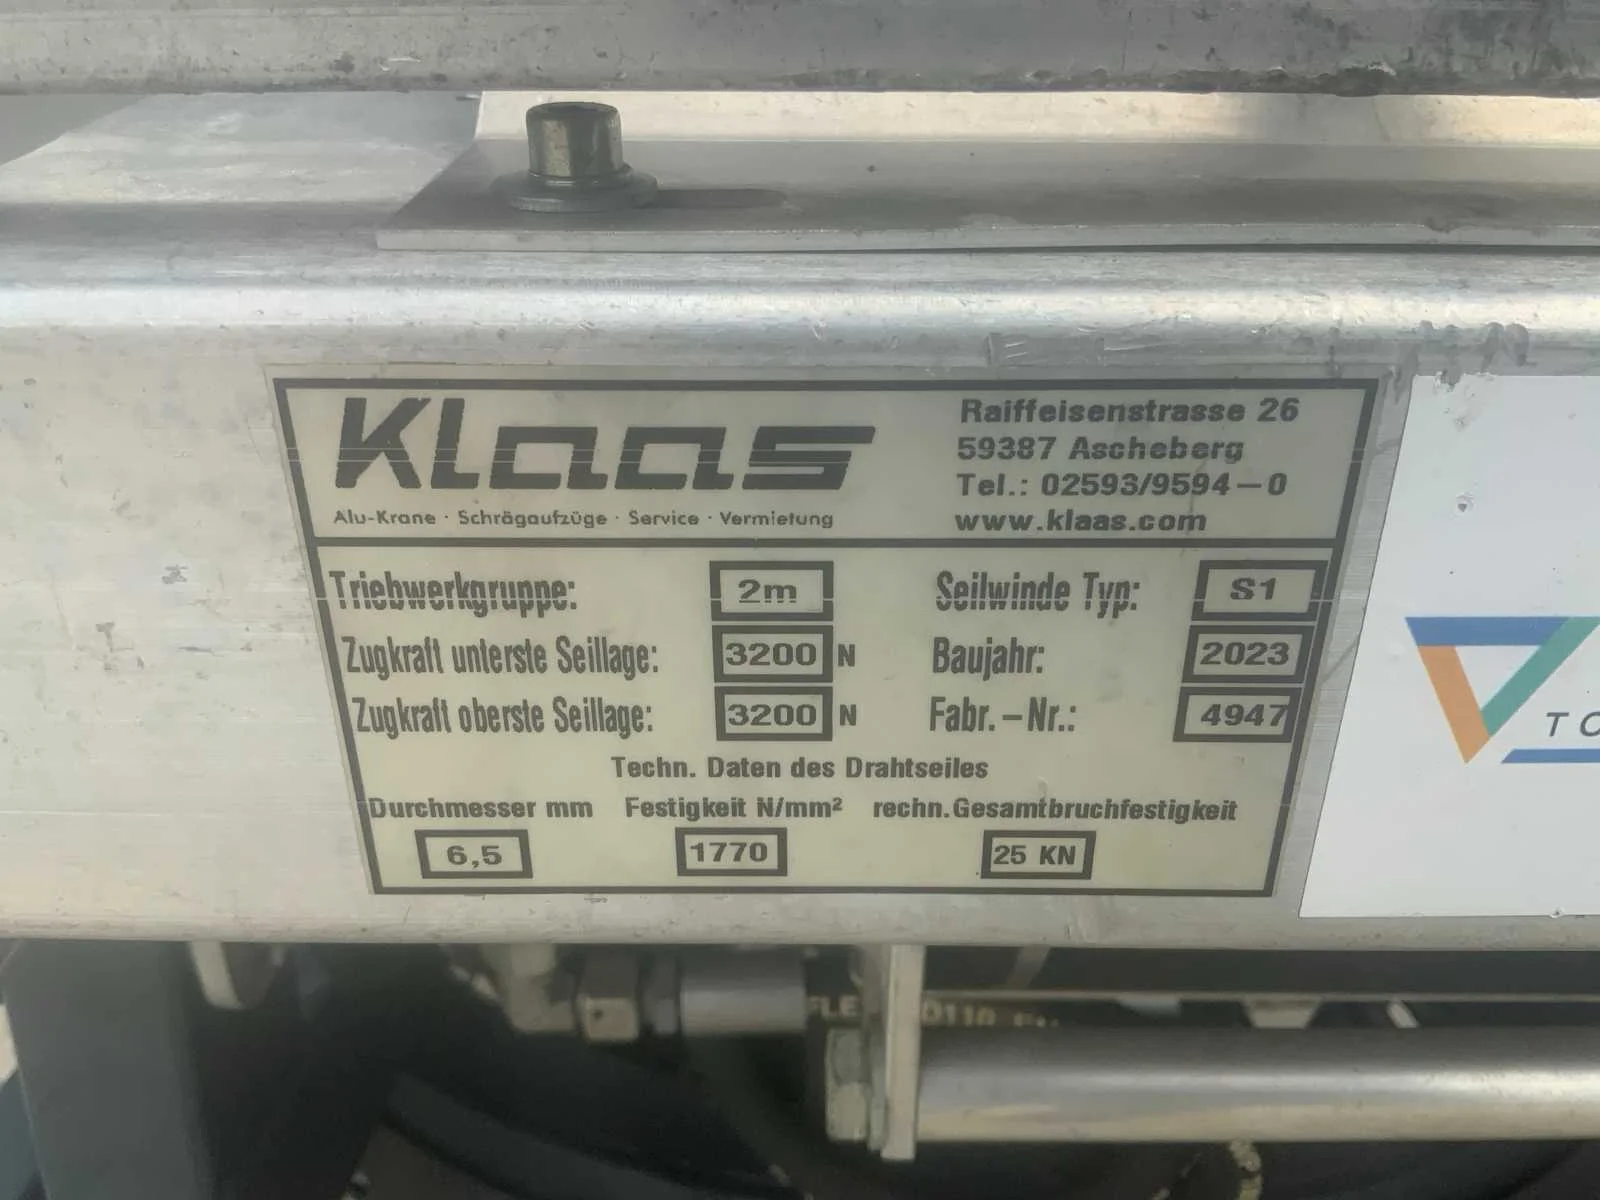 Klaas
Alu-Krane · Schrägaufzüge · Service · Vermietung
Raiffeisenstrasse 26
59387 Ascheberg
Tel.: 02593/9594-0
www.klaas.com
Triebwerkgruppe: 2m
Zugkraft unterste Seillage: 3200 N
Zugkraft oberste Seillage: 3200 N
Seilwinde Typ: S1
Baujahr: 2023
Fabr.-Nr.: 4947
Techn. Daten des Drahtseiles
Durchmesser mm Festigkeit N/mm² rechn.Gesamtbruchfestigkeit
6,5 1770 25 KN